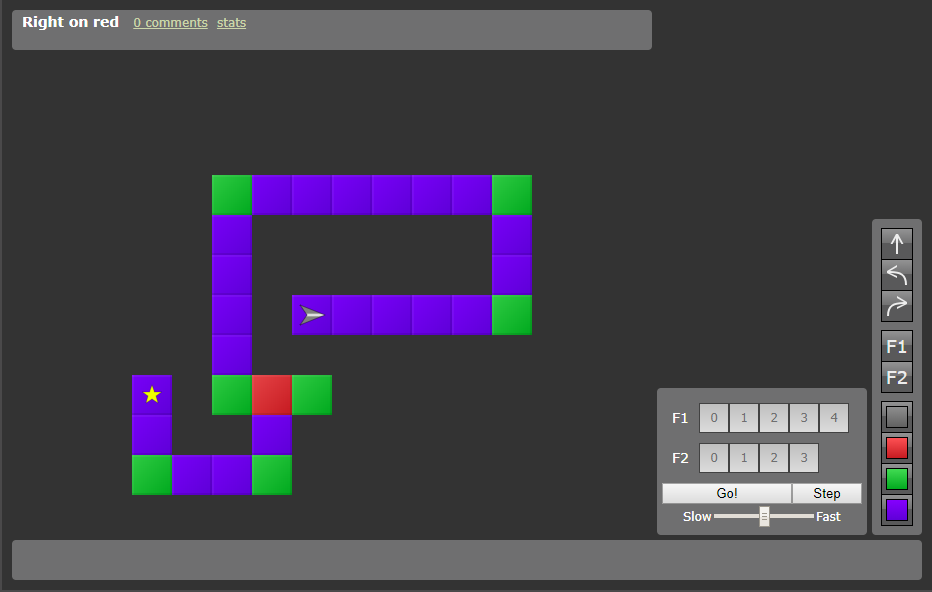 Right on red 0 comments stats
F1
F2
F1 0 1 2 3 4
F2 0 1 2 3
Go! Step
Slow Fast